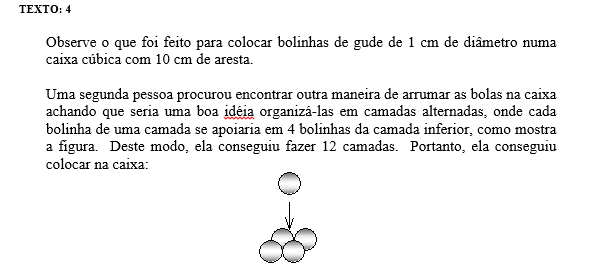 TEXTO: 4
Observe o que foi feito para colocar bolinhas de gude de 1 cm de diâmetro numa
caixa cúbica com 10 cm de aresta.
Uma segunda pessoa procurou encontrar outra maneira de arrumar as bolas na caixa
achando que seria uma boa idéia organizá-las em camadas alternadas, onde cada
bolinha de uma camada se apoiaria em 4 bolinhas da camada inferior, como mostra
a figura. Deste modo, ela conseguiu fazer 12 camadas. Portanto, ela conseguiu
colocar na caixa: